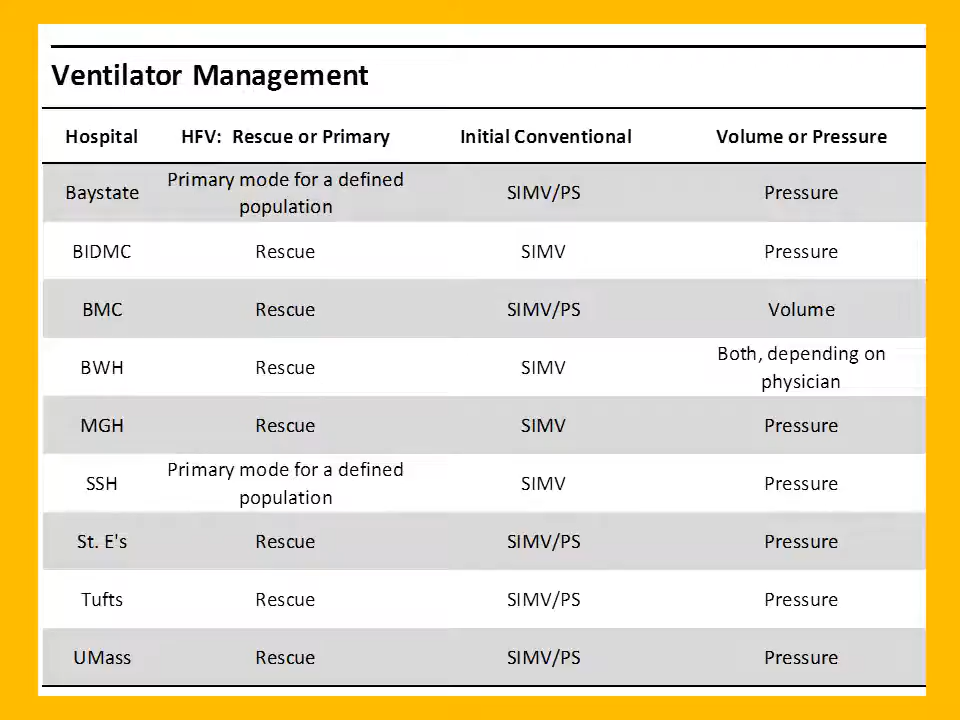 Ventilator Management
Hospital HFV: Rescue or Primary Initial Conventional Volume or Pressure
Baystate Primary mode for a defined population SIMV/PS Pressure
BIDMC Rescue SIMV Pressure
BMC Rescue SIMV/PS Volume
BWH Rescue SIMV Both, depending on physician
MGH Rescue SIMV Pressure
SSH Primary mode for a defined population SIMV Pressure
St. E's Rescue SIMV/PS Pressure
Tufts Rescue SIMV/PS Pressure
UMass Rescue SIMV/PS Pressure